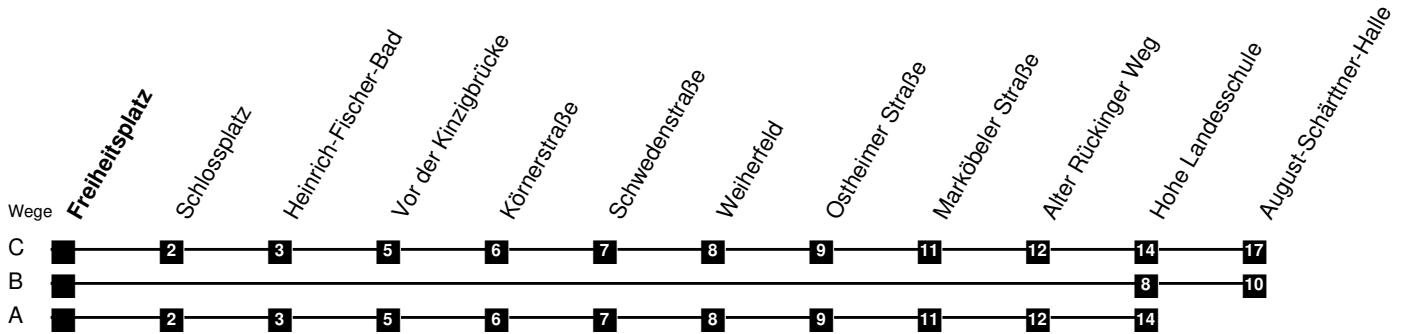 Wege
Freiheitsplatz
Schlossplatz
Heinrich-Fischer-Bad
Vor der Kinzigbrücke
Körnerstraße
Schwedenstraße
Weiherfeld
Ostheimer Straße
Marköbeler Straße
Alter Rückinger Weg
Hohe Landesschule
August-Schärttner-Halle
C 2 3 5 6 7 8 9 11 12 14 17
B 8 10
A 2 3 5 6 7 8 9 11 12 14